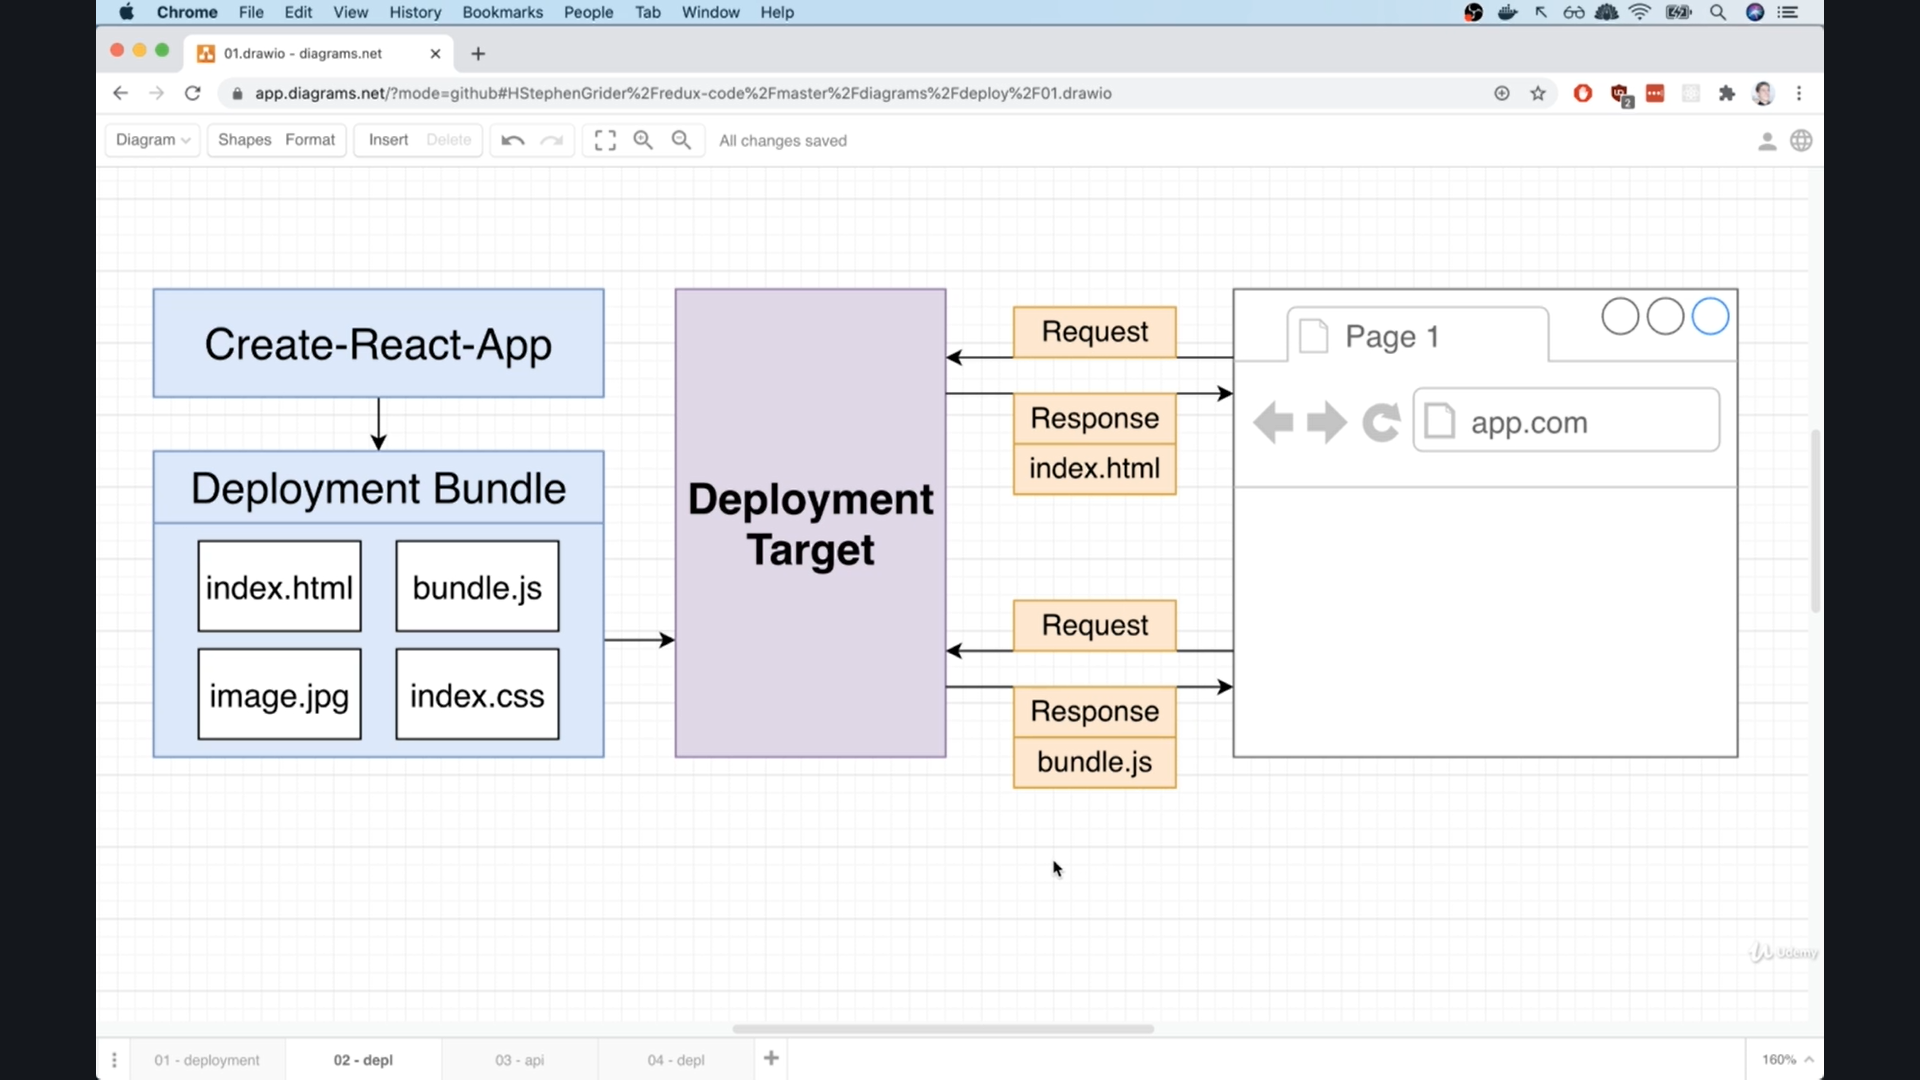 Chrome File Edit View History Bookmarks People Tab Window Help
01.drawio - diagrams.net
app.diagrams.net/?mode=github#HStephenGrider%2Fredux-code%2Fmaster%2Fdiagrams%2Fdeploy%2F01.drawio
2
Diagram Shapes Format Insert Delete All changes saved
Create-React-App
Deployment Bundle
index.html bundle.js
image.jpg index.css
Deployment
Target
Request
Response
index.html
Request
Response
bundle.js
Page 1
app.com
Udemy
01 - deployment 02 - depl 03 - api 04 - depl
160%